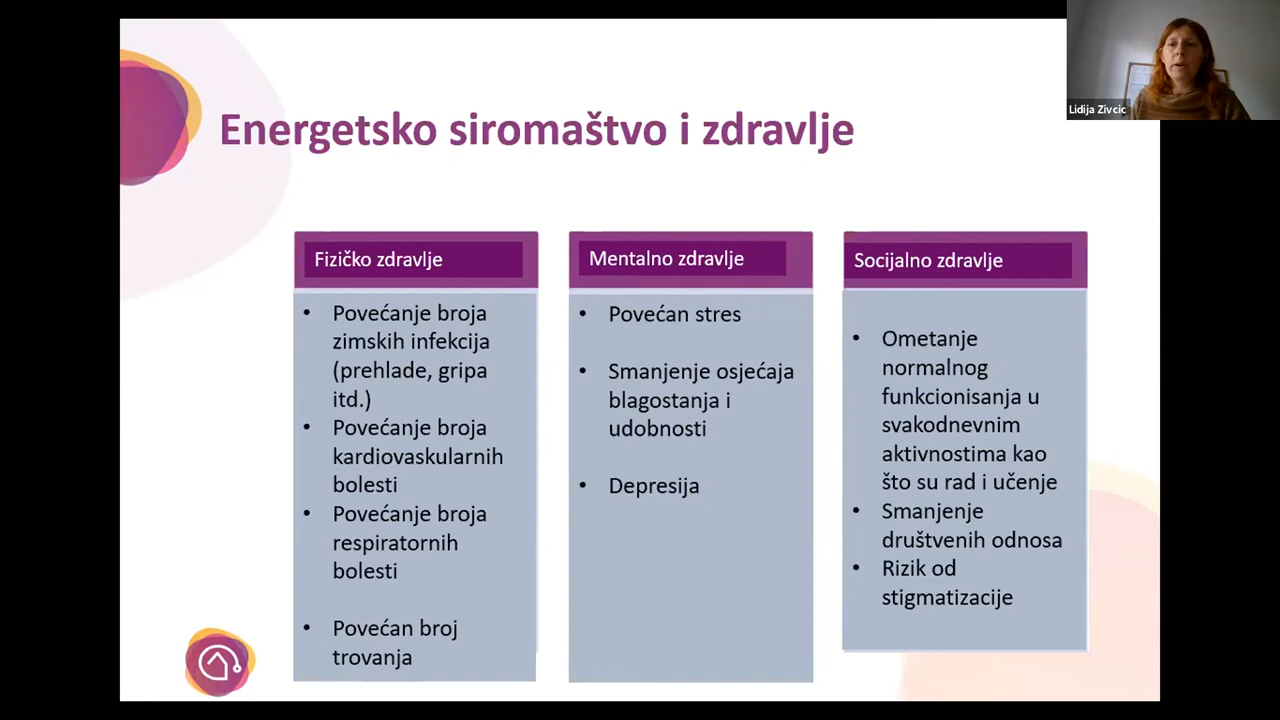 Lidija Zivcic
Energetsko siromaštvo i zdravlje
Fizičko zdravlje
Povećanje broja
zimskih infekcija
(prehlade, gripa
itd.)
Povećanje broja
kardiovaskularnih
bolesti
Povećanje broja
respiratornih
bolesti
Povećan broj
trovanja
Mentalno zdravlje
Povećan stres
Smanjenje osjećaja
blagostanja i
udobnosti
Depresija
Socijalno zdravlje
Ometanje
normalnog
funkcionisanja u
svakodnevnim
aktivnostima kao
što su rad i učenje
Smanjenje
društvenih odnosa
Rizik od
stigmatizacije